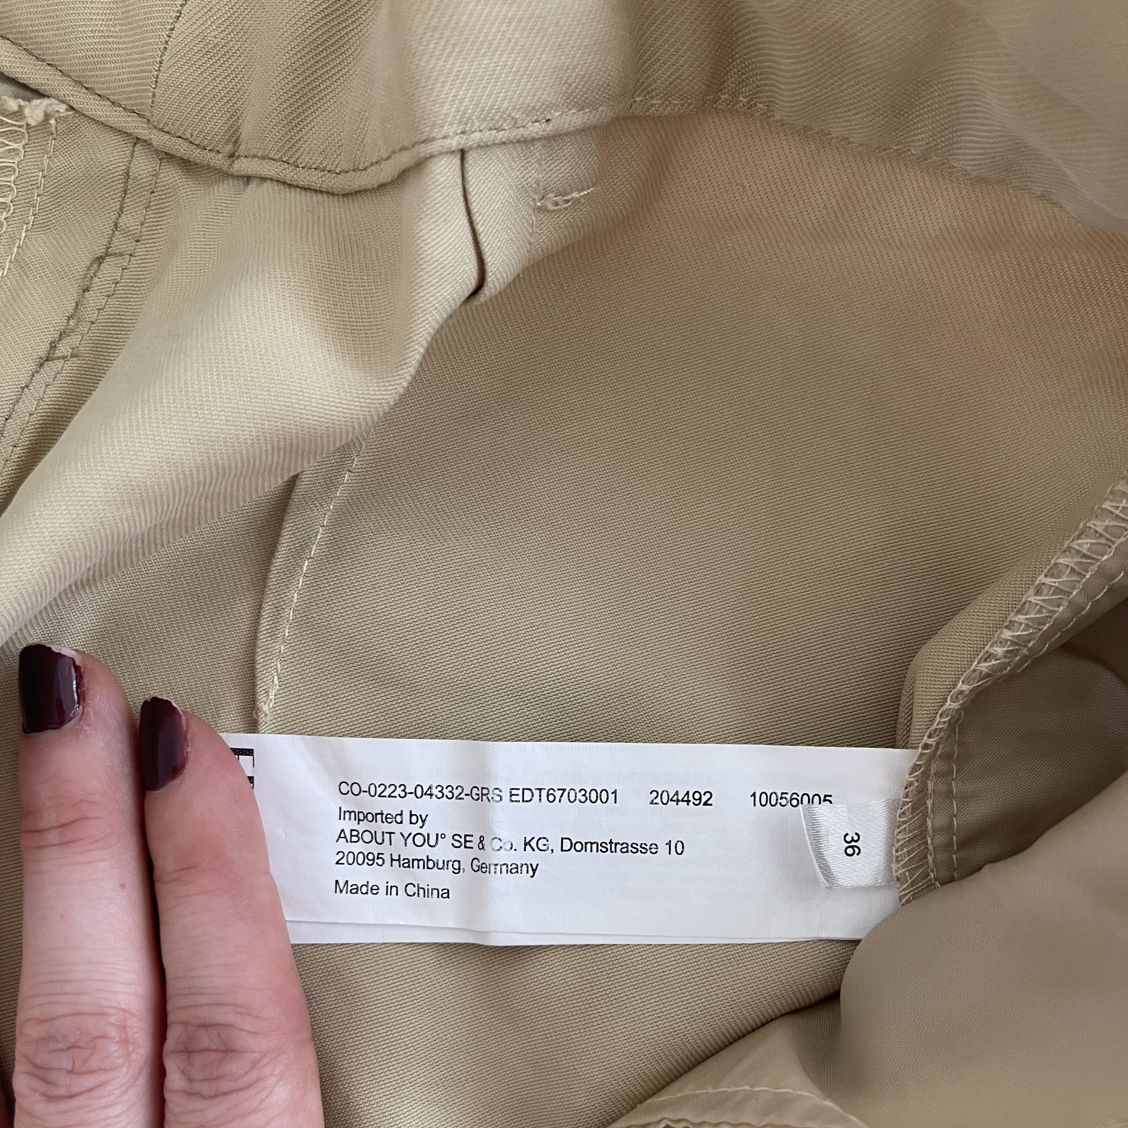 CO-0223-04332-GRS EDT6703001 204492 10056005
Imported by
ABOUT YOU° SE & Co. KG, Domstrasse 10
20095 Hamburg, Germany
Made in China
36